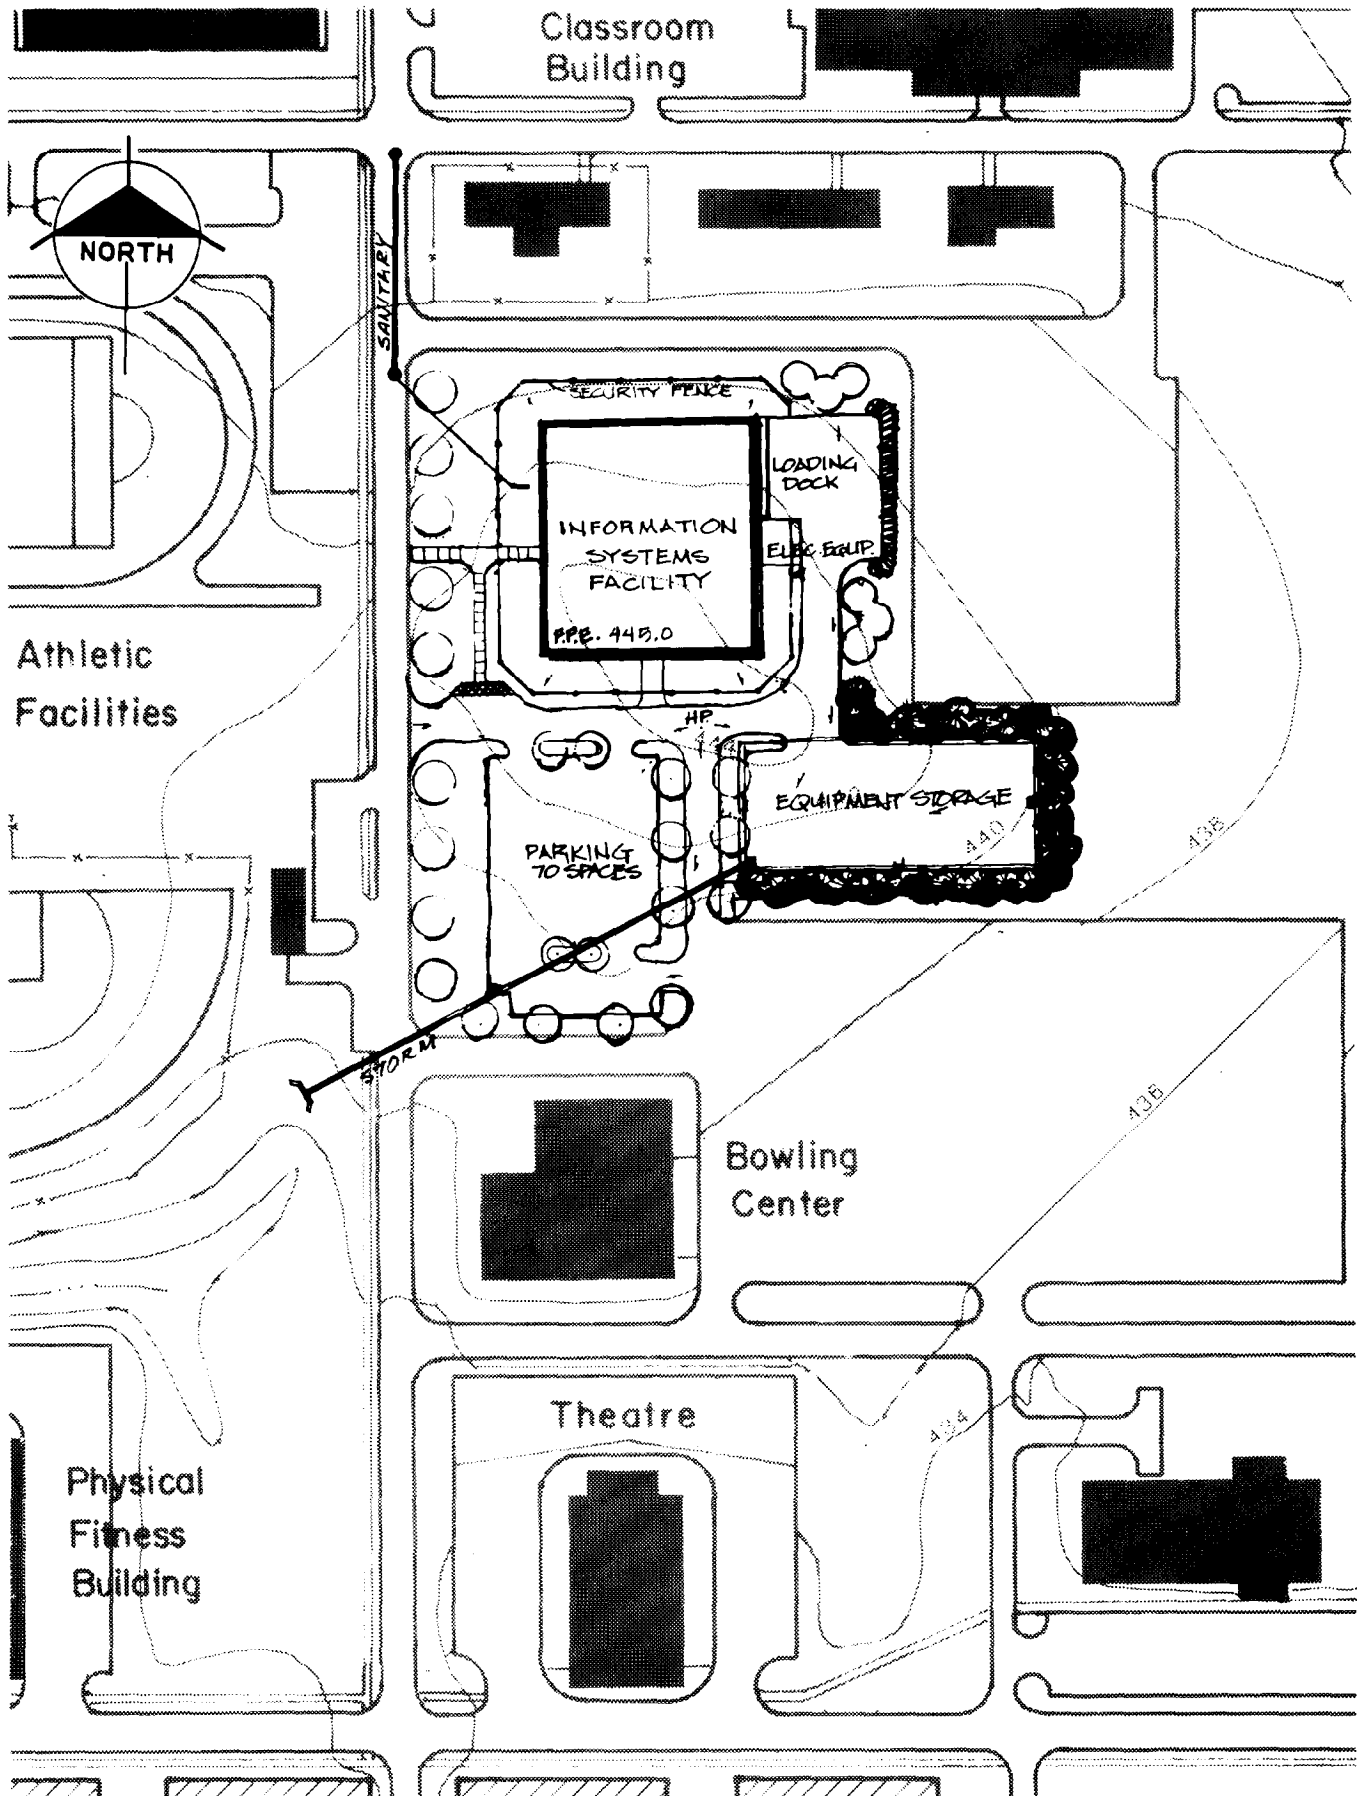 Classroom
Building
NORTH
SANITARY
SECURITY FENCE
LOADING
DOCK
INFORMATION
SYSTEMS
FACILITY
ELEC. EQUIP.
F.F.E. 445.0
Athletic
Facilities
HP
EQUIPMENT STORAGE
PARKING
70 SPACES
440
438
STORM
436
Bowling
Center
Theatre
434
Physical
Fitness
Building